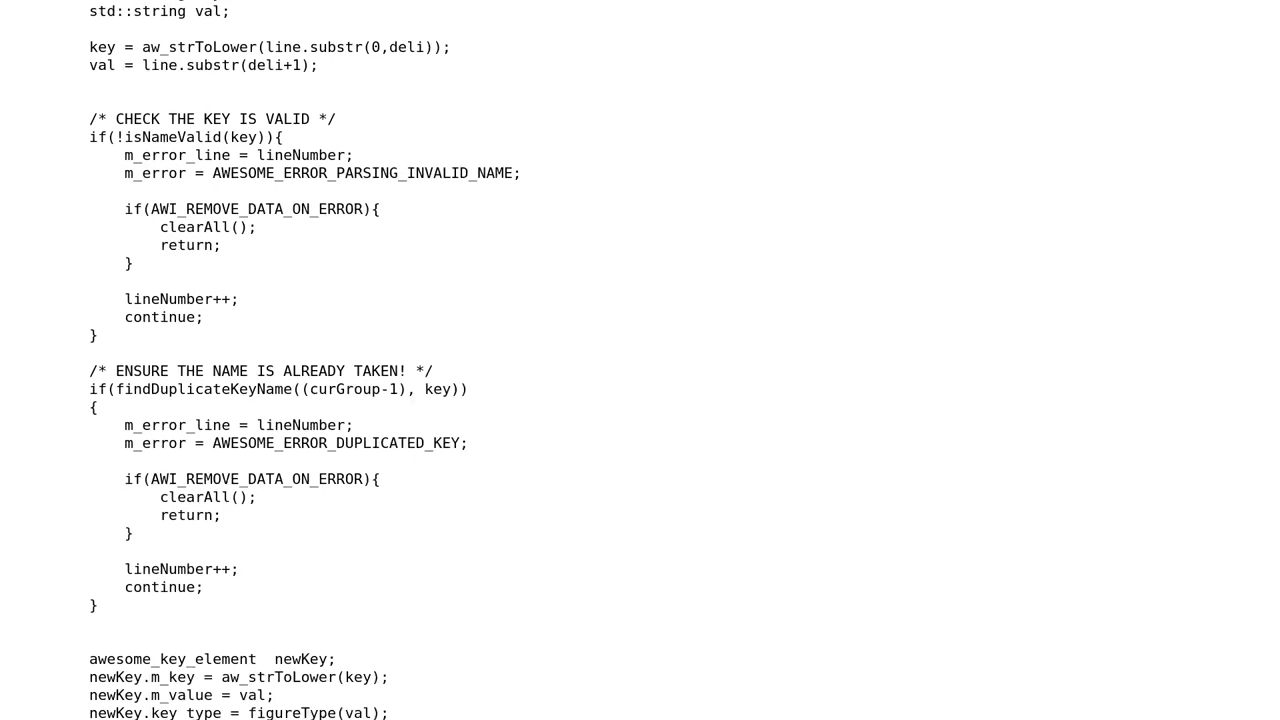 std::string val;

key = aw_strToLower(line.substr(0,deli));
val = line.substr(deli+1);


/* CHECK THE KEY IS VALID */
if(!isNameValid(key)){
    m_error_line = lineNumber;
    m_error = AWESOME_ERROR_PARSING_INVALID_NAME;

    if(AWI_REMOVE_DATA_ON_ERROR){
        clearAll();
        return;
    }

    lineNumber++;
    continue;
}

/* ENSURE THE NAME IS ALREADY TAKEN! */
if(findDuplicateKeyName((curGroup-1), key))
{
    m_error_line = lineNumber;
    m_error = AWESOME_ERROR_DUPLICATED_KEY;

    if(AWI_REMOVE_DATA_ON_ERROR){
        clearAll();
        return;
    }

    lineNumber++;
    continue;
}


awesome_key_element  newKey;
newKey.m_key = aw_strToLower(key);
newKey.m_value = val;
newKey.key_type = figureType(val);